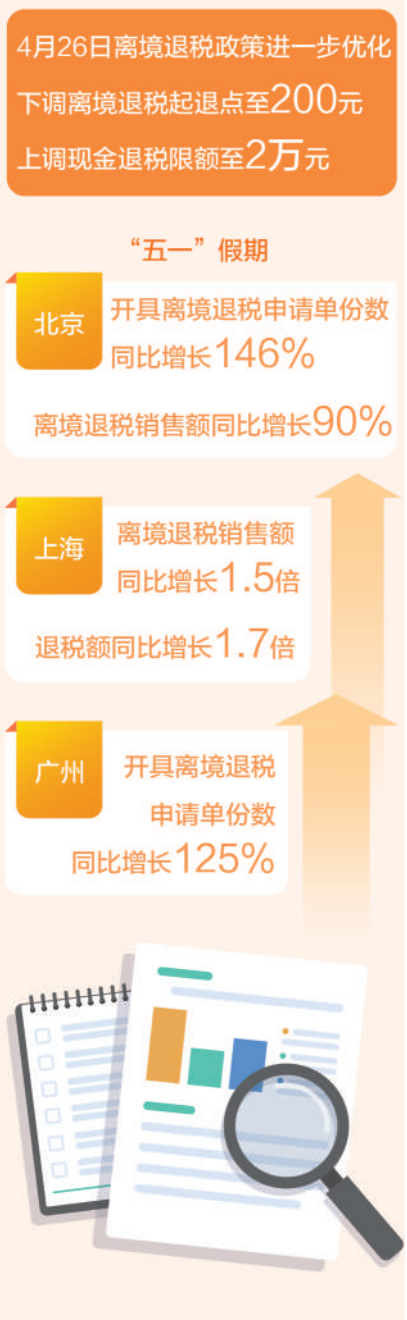 4月26日离境退税政策进一步优化
下调离境退税起退点至200元
上调现金退税限额至2万元
“五一”假期
北京
开具离境退税申请单份数
同比增长146%
离境退税销售额同比增长90%
上海
离境退税销售额
同比增长1.5倍
退税额同比增长1.7倍
广州
开具离境退税
申请单份数
同比增长125%